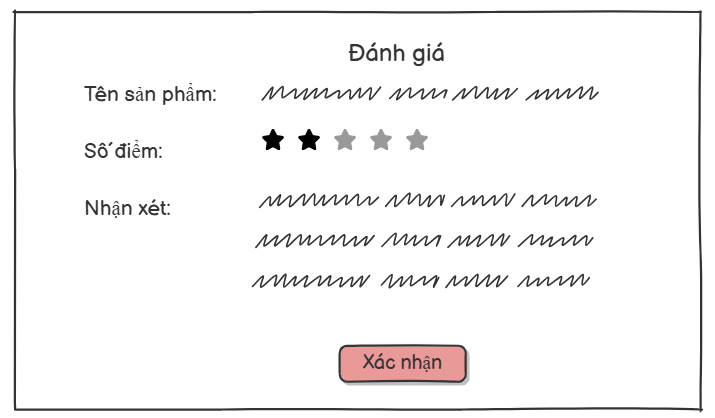 Đánh giá
Tên sản phẩm:
Số điểm:
Nhận xét:
Xác nhận